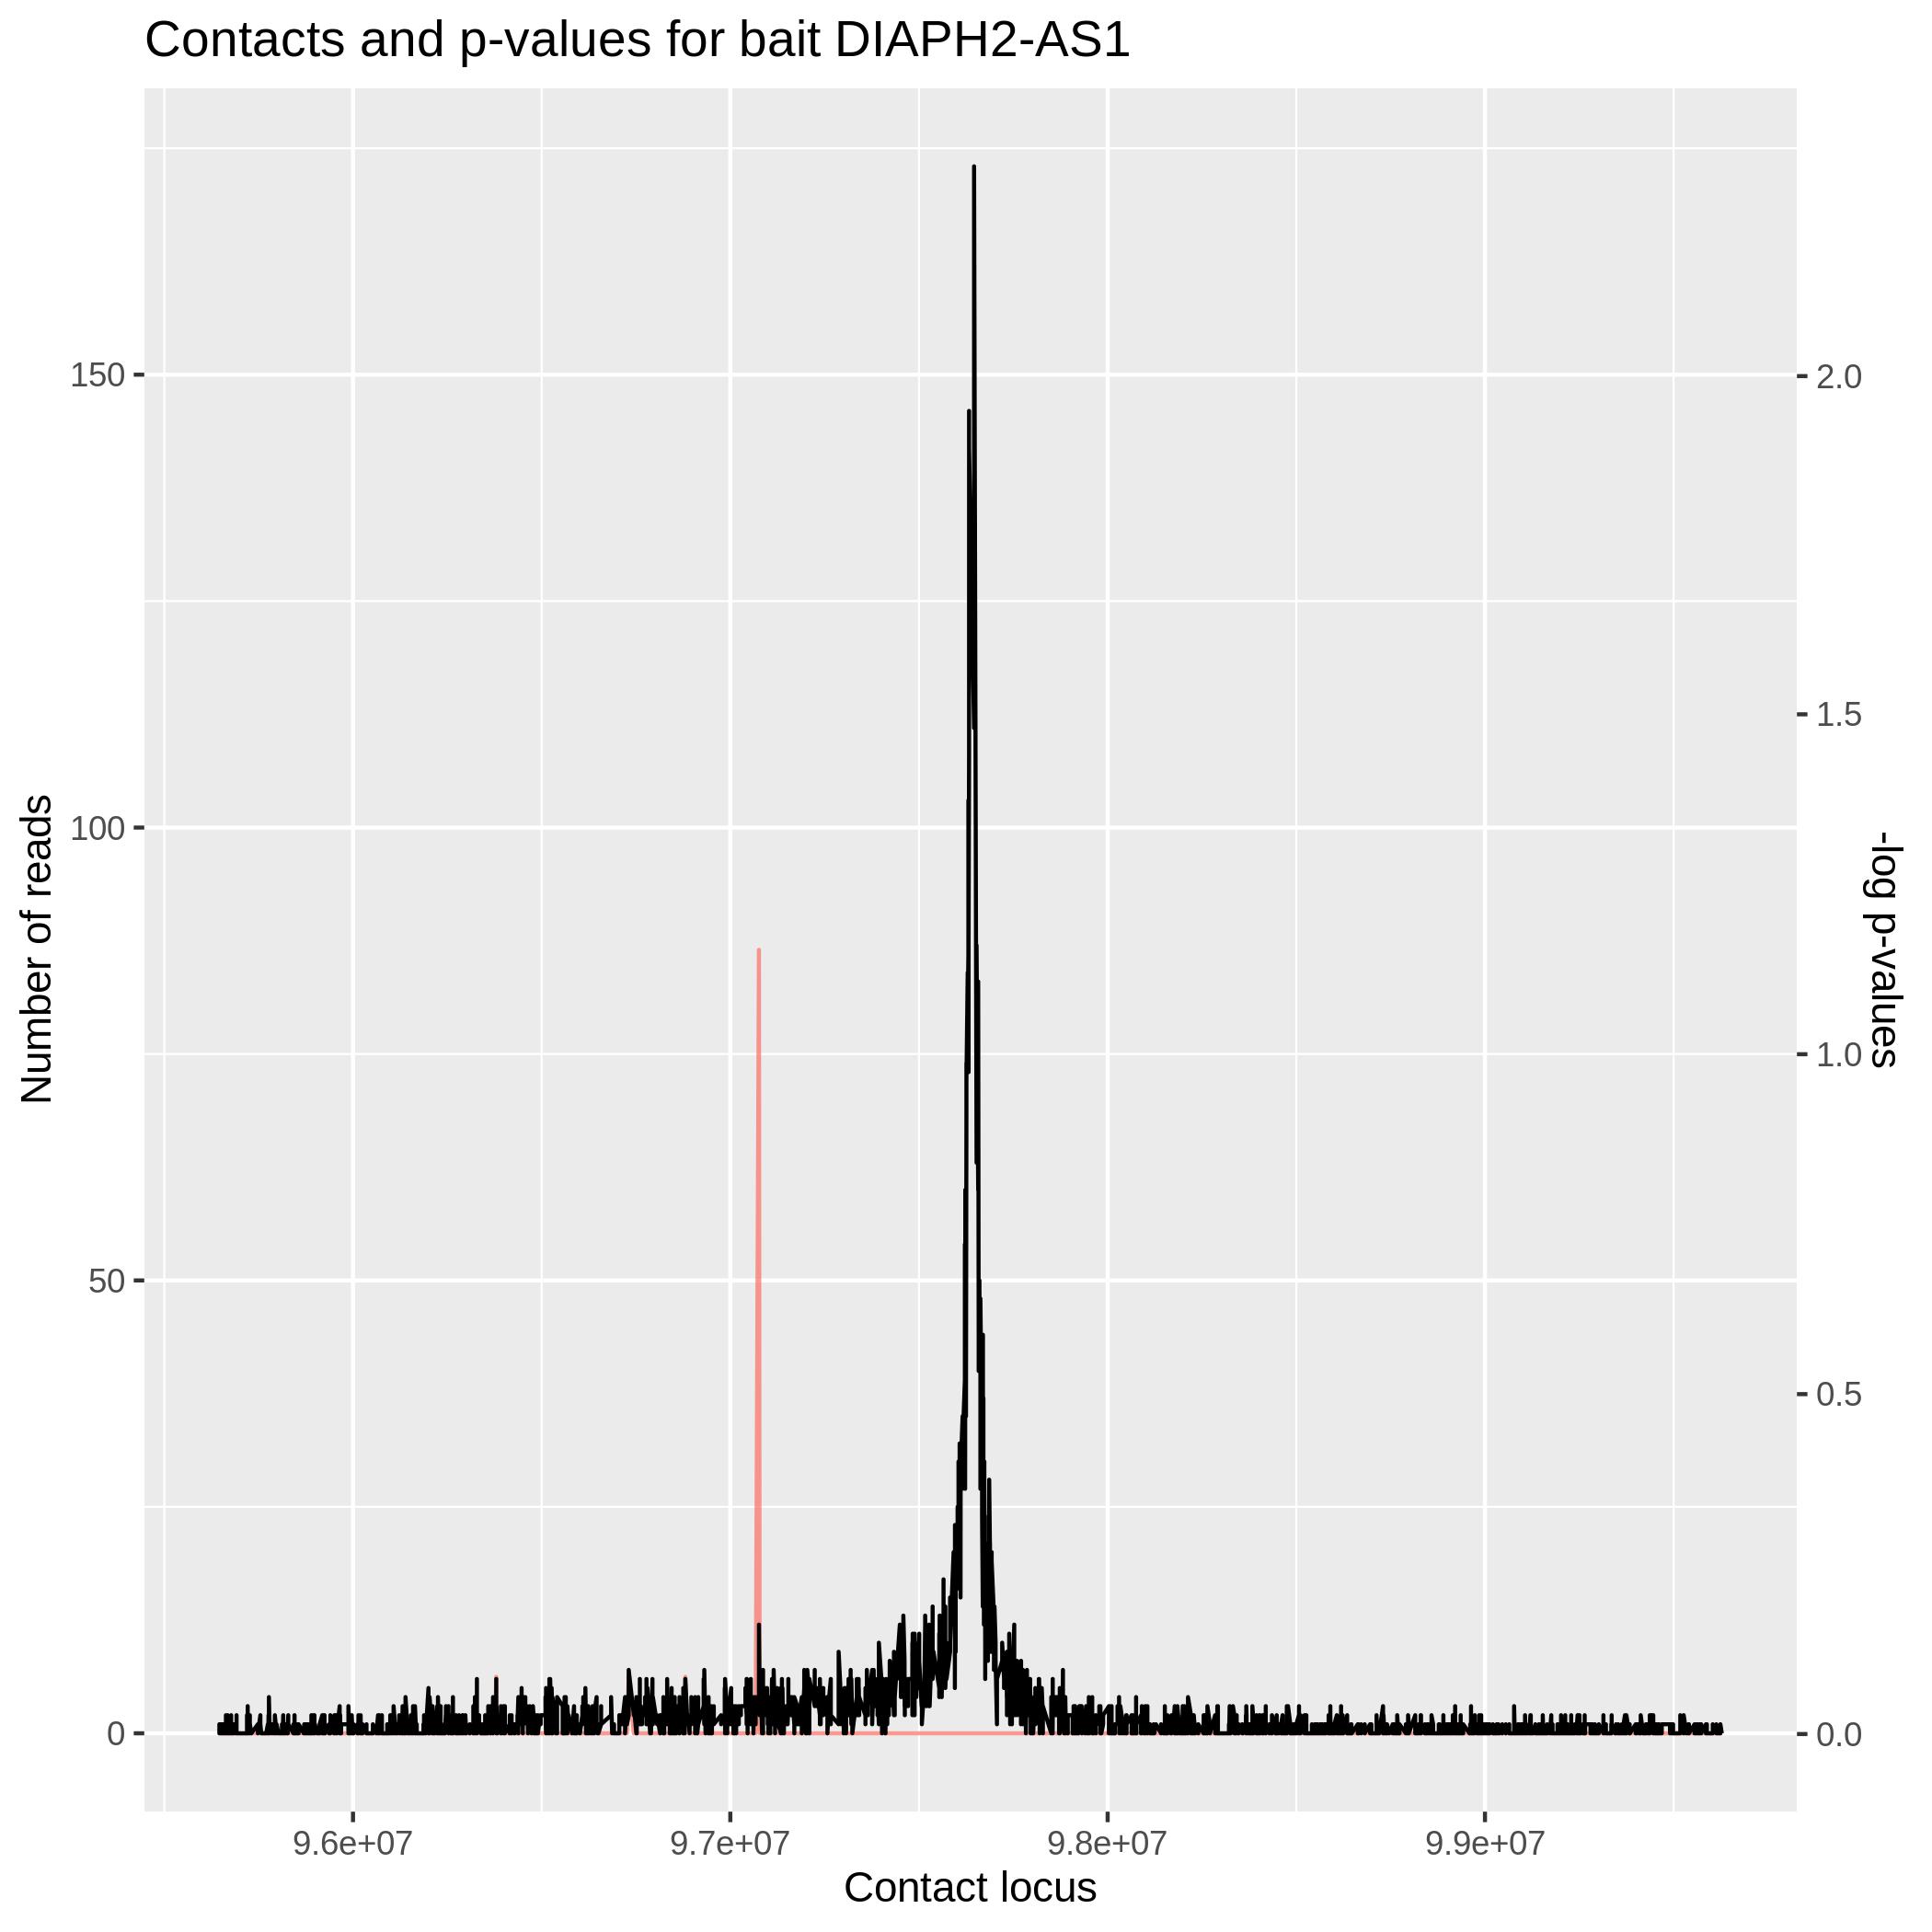 Contacts and p-values for bait DIAPH2-AS1
Number of reads
150
100
50
0
2.0
1.5
1.0
0.5
0.0
-log p-values
9.6e+07 9.7e+07 9.8e+07 9.9e+07
Contact locus